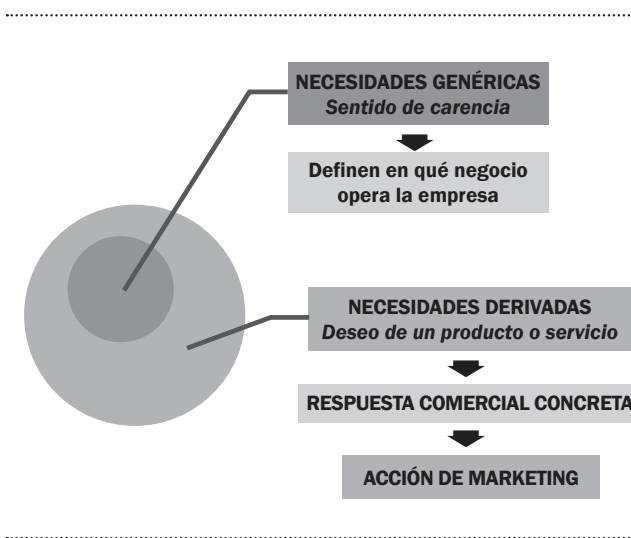 NECESIDADES GENÉRICAS
Sentido de carencia
Definen en qué negocio
opera la empresa
NECESIDADES DERIVADAS
Deseo de un producto o servicio
RESPUESTA COMERCIAL CONCRETA
ACCIÓN DE MARKETING